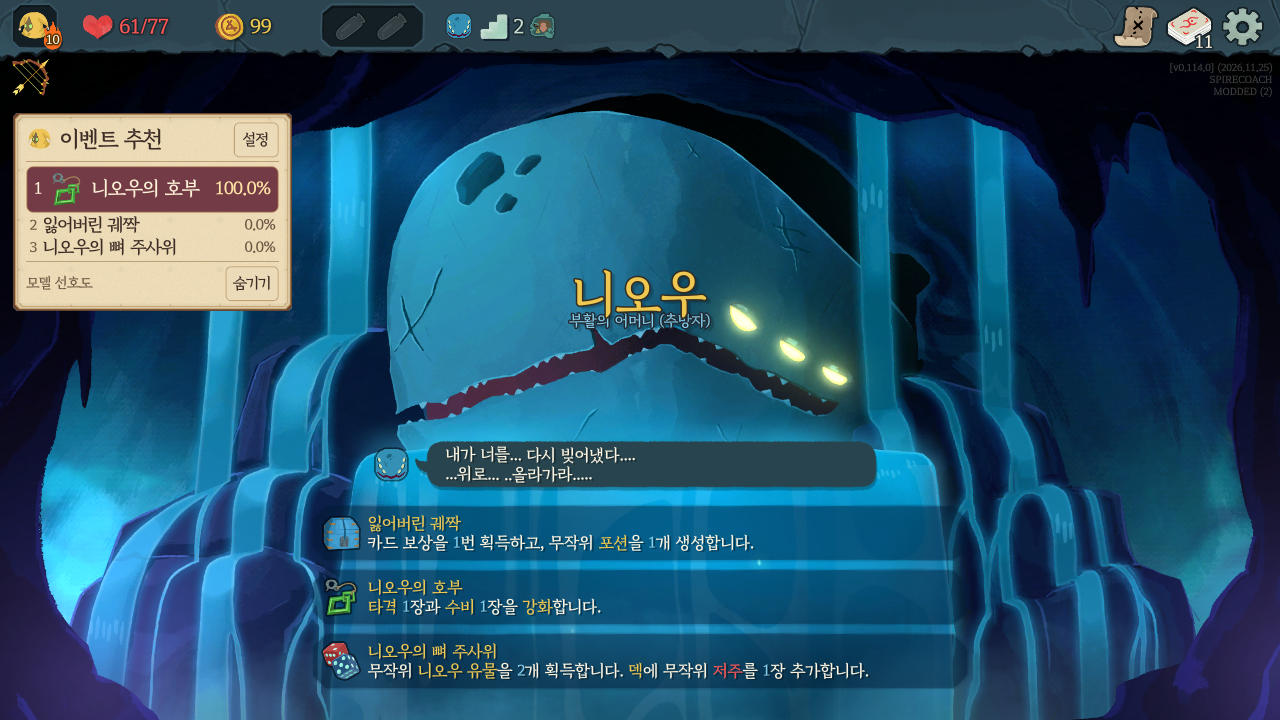 10
61/77
99
2
11
[v0.114.0] (2026.11.25)
SPIRECOACH
MODDED (2)
이벤트 추천
설정
1 니오우의 호부 100.0%
2 잃어버린 궤짝 0.0%
3 니오우의 뼈 주사위 0.0%
모델 선호도
숨기기
니오우
부활의 어머니 (추방자)
내가 너를... 다시 빚어냈다....
...위로... ..올라가라.....
잃어버린 궤짝
카드 보상을 1번 획득하고, 무작위 포션을 1개 생성합니다.
니오우의 호부
타격 1장과 수비 1장을 강화합니다.
니오우의 뼈 주사위
무작위 니오우 유물을 2개 획득합니다. 덱에 무작위 저주를 1장 추가합니다.